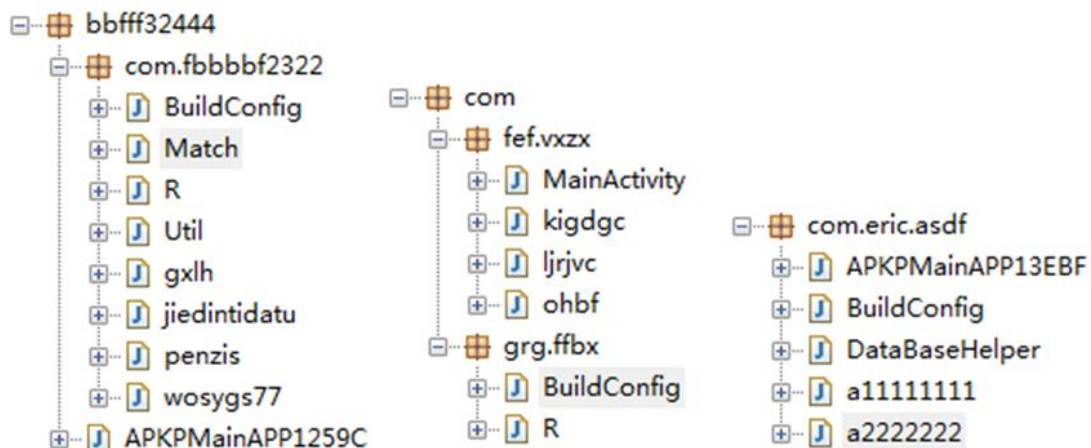 bbfff32444
com.fbbbbf2322
BuildConfig
Match
R
Util
gxlh
jiedintidatu
penzis
wosygs77
APKPMainAPP1259C
com
fef.vxzx
MainActivity
kigdgc
ljrjvc
ohbf
grg.ffbx
BuildConfig
R
com.eric.asdf
APKPMainAPP13EBF
BuildConfig
DataBaseHelper
a11111111
a2222222